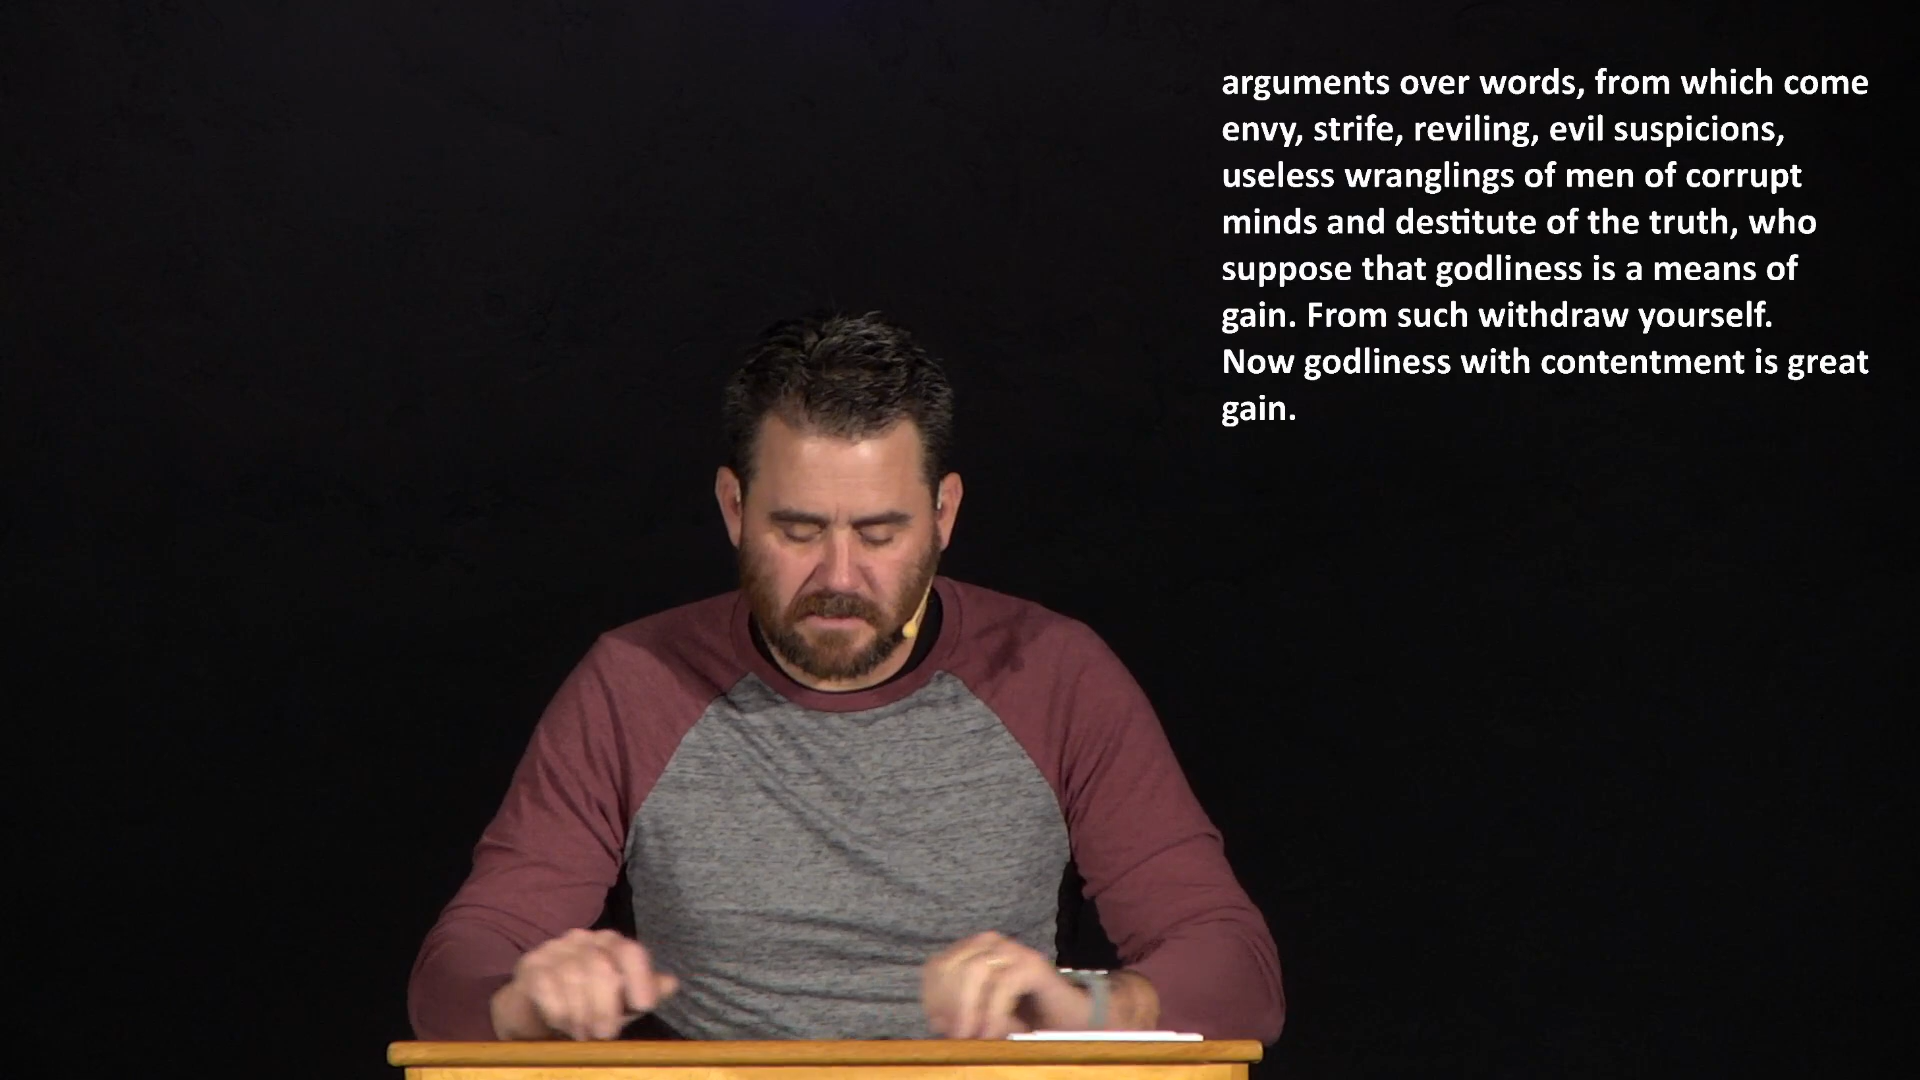 arguments over words, from which come
envy, strife, reviling, evil suspicions,
useless wranglings of men of corrupt
minds and destitute of the truth, who
suppose that godliness is a means of
gain. From such withdraw yourself.
Now godliness with contentment is great
gain.